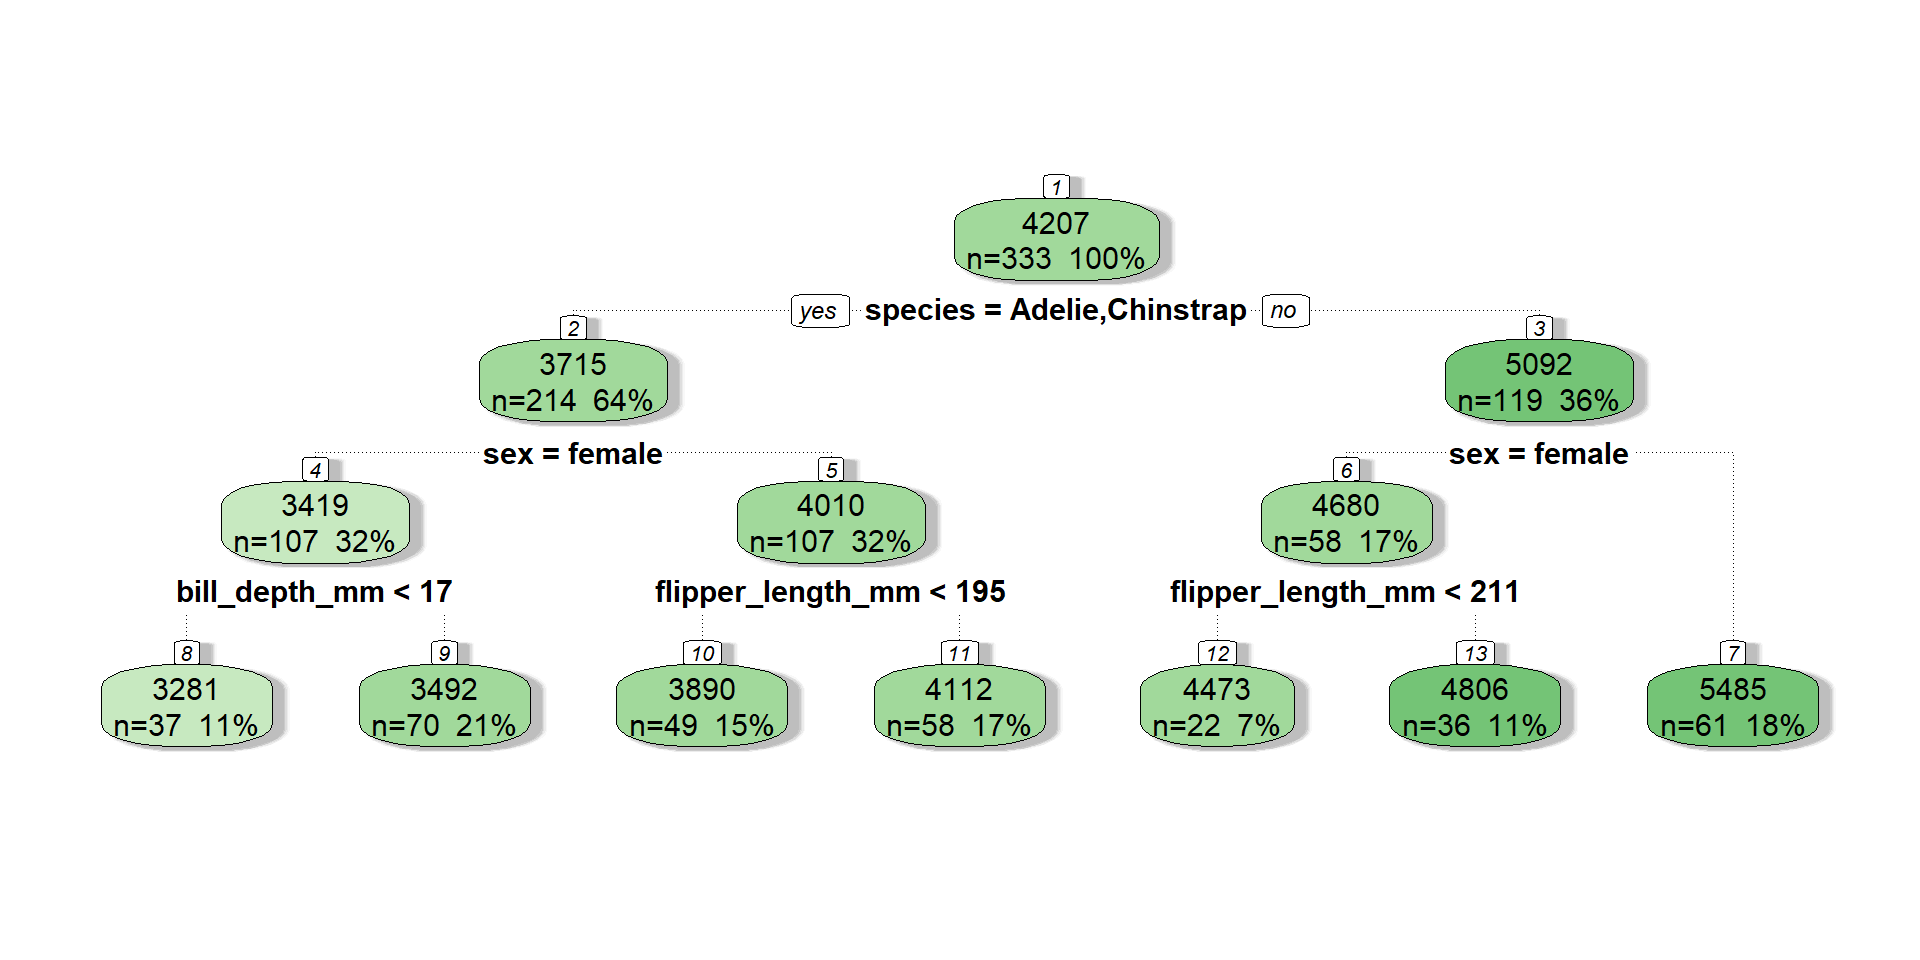 1
4207
n=333 100%
yes species = Adelie,Chinstrap no
2
3715
n=214 64%
3
5092
n=119 36%
sex = female
sex = female
4
3419
n=107 32%
5
4010
n=107 32%
6
4680
n=58 17%
bill_depth_mm < 17
flipper_length_mm < 195
flipper_length_mm < 211
8
3281
n=37 11%
9
3492
n=70 21%
10
3890
n=49 15%
11
4112
n=58 17%
12
4473
n=22 7%
13
4806
n=36 11%
7
5485
n=61 18%